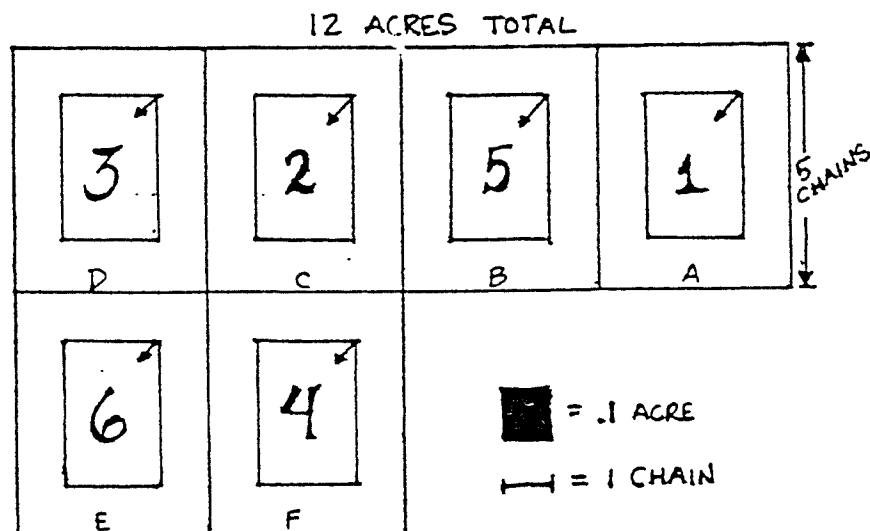 12 ACRES TOTAL
3 2 5 1
5 CHAINS
D C B A
6 4
= .1 ACRE
= 1 CHAIN
E F